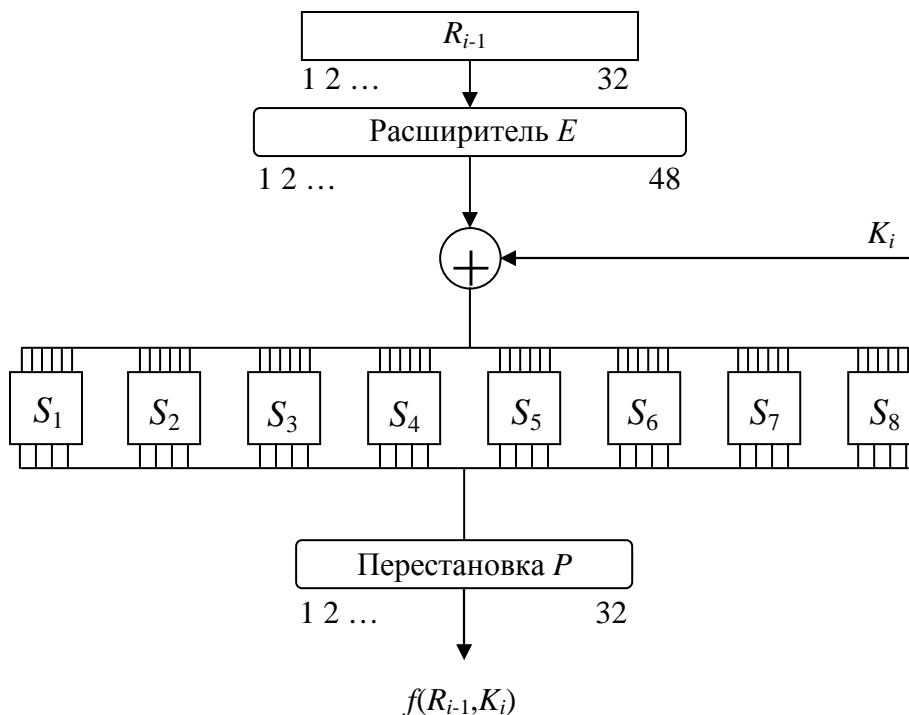 R_{i-1}
1 2 … 32
Расширитель E
1 2 … 48
K_i
S_1 S_2 S_3 S_4 S_5 S_6 S_7 S_8
Перестановка P
1 2 … 32
f(R_{i-1},K_i)